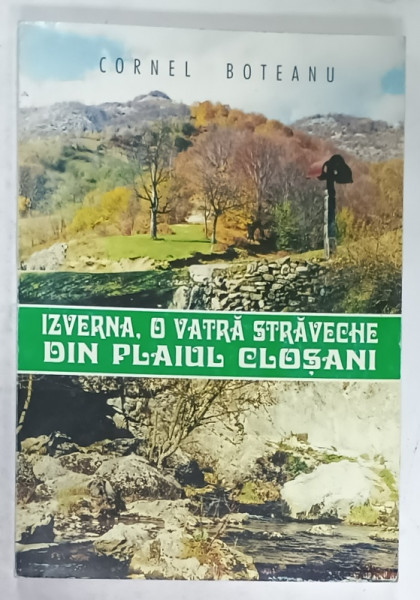 CORNEL BOTEANU
IZVERNA, O VATRĂ STRĂVECHE
DIN PLAIUL CLOȘANI